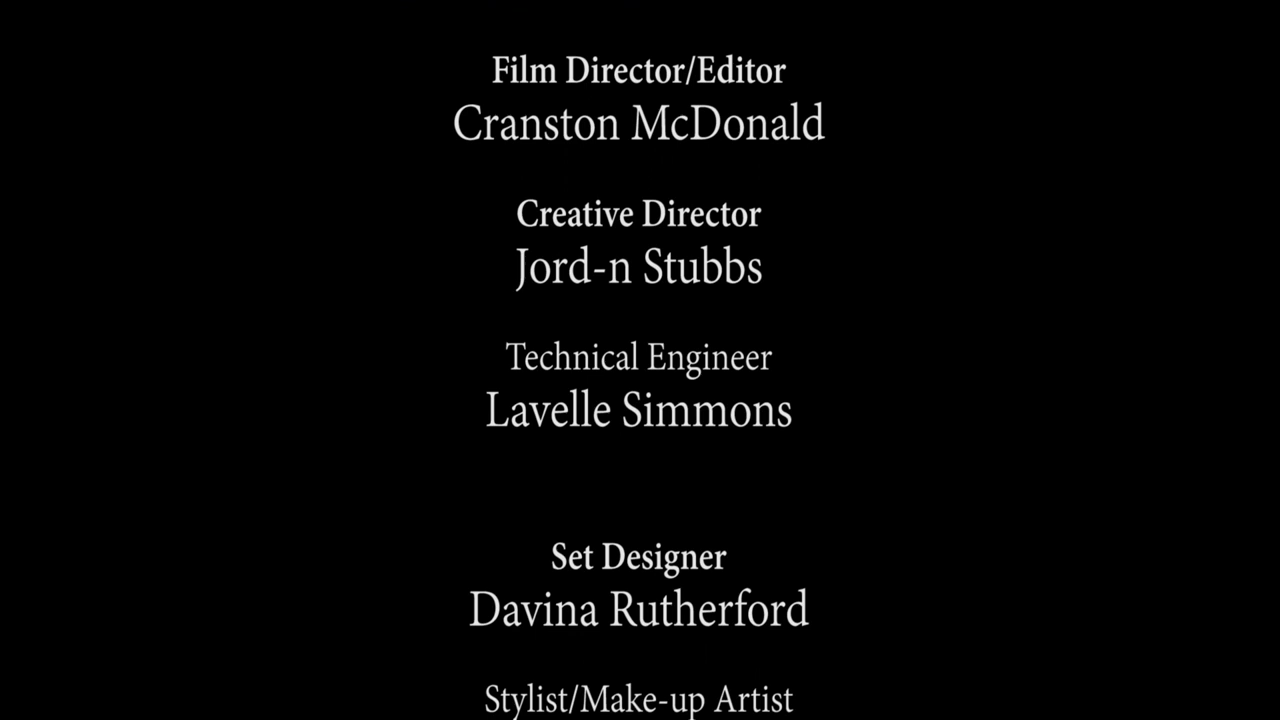 Film Director/Editor
Cranston McDonald
Creative Director
Jord-n Stubbs
Technical Engineer
Lavelle Simmons
Set Designer
Davina Rutherford
Stylist/Make-up Artist